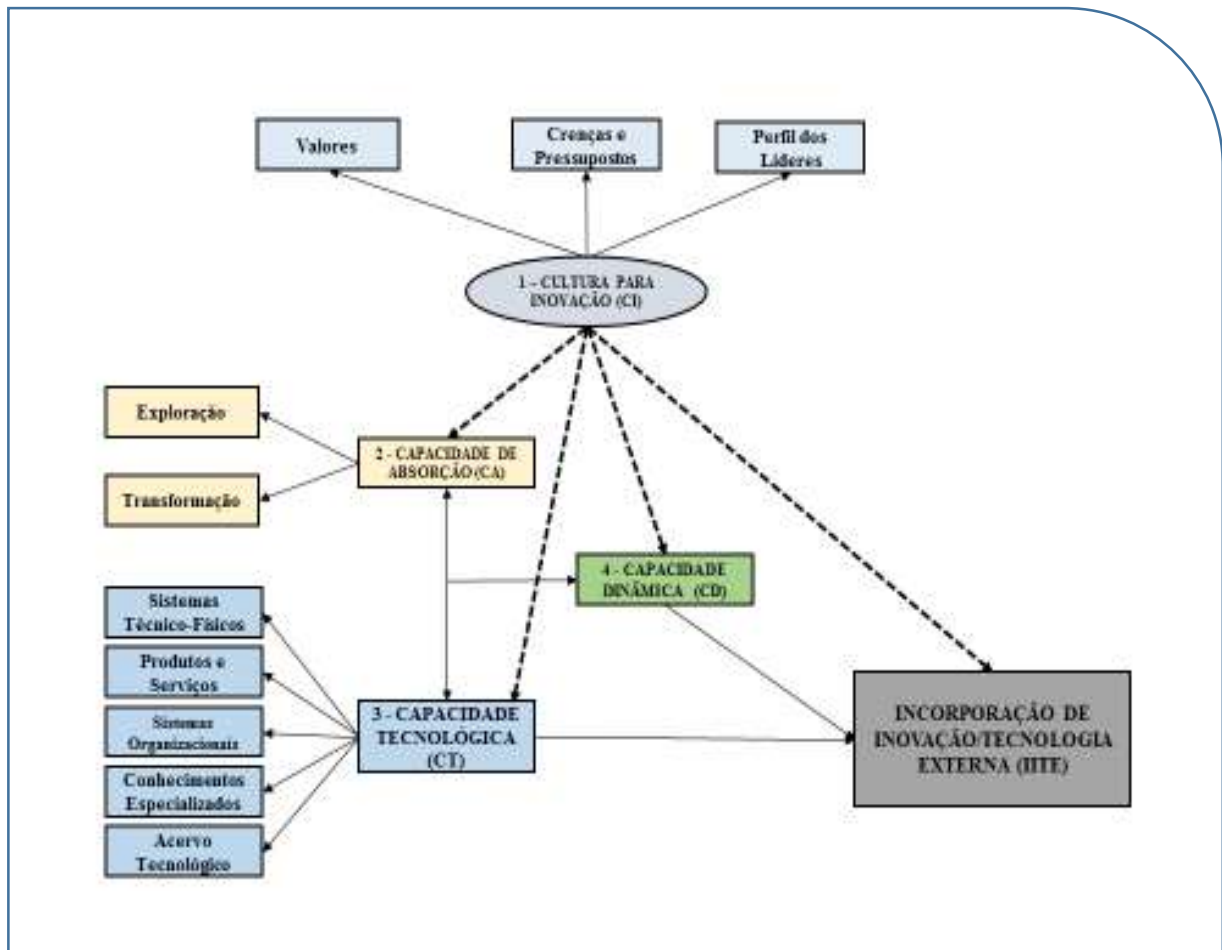 Valores
Crenças e
Pressupostos
Perfil dos
Líderes
1 – CULTURA PARA
INOVAÇÃO (CI)
Exploração
2 - CAPACIDADE DE
ABSORÇÃO (CA)
Transformação
4 - CAPACIDADE
DINÂMICA (CD)
Sistemas
Técnico-Físicos
Produtos e
Serviços
Sistemas
Organizacionais
Conhecimentos
Especializados
Acervo
Tecnológico
3 - CAPACIDADE
TECNOLÓGICA
(CT)
INCORPORAÇÃO DE
INOVAÇÃO/TECNOLOGIA
EXTERNA (IITE)